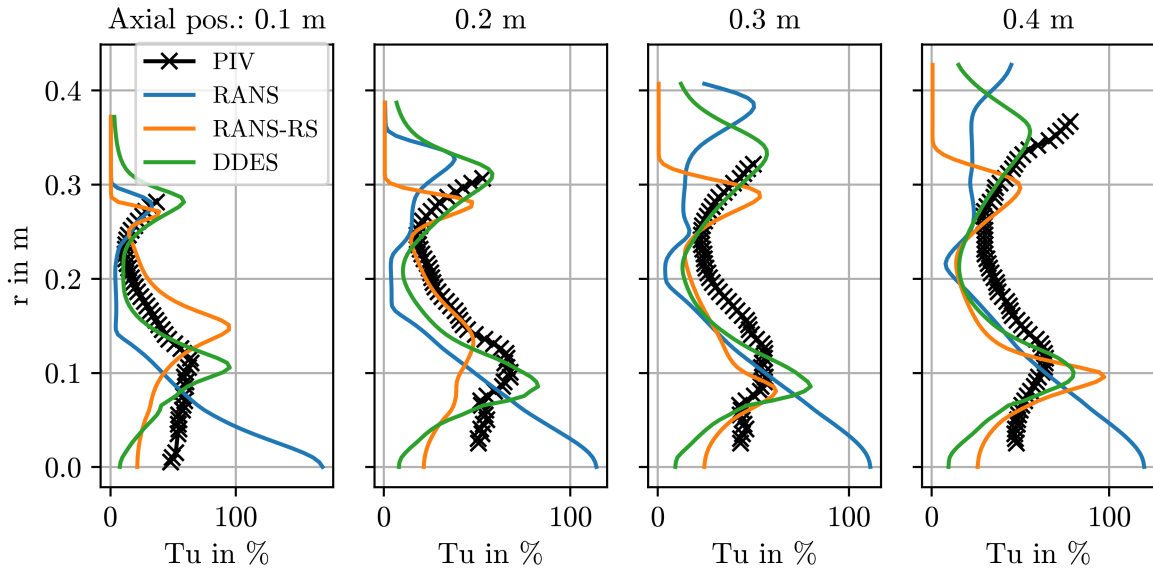 Axial pos.: 0.1 m
0.2 m
0.3 m
0.4 m
PIV
RANS
RANS-RS
DDES
r in m
0.4
0.3
0.2
0.1
0.0
0 100
0 100
0 100
0 100
Tu in %
Tu in %
Tu in %
Tu in %